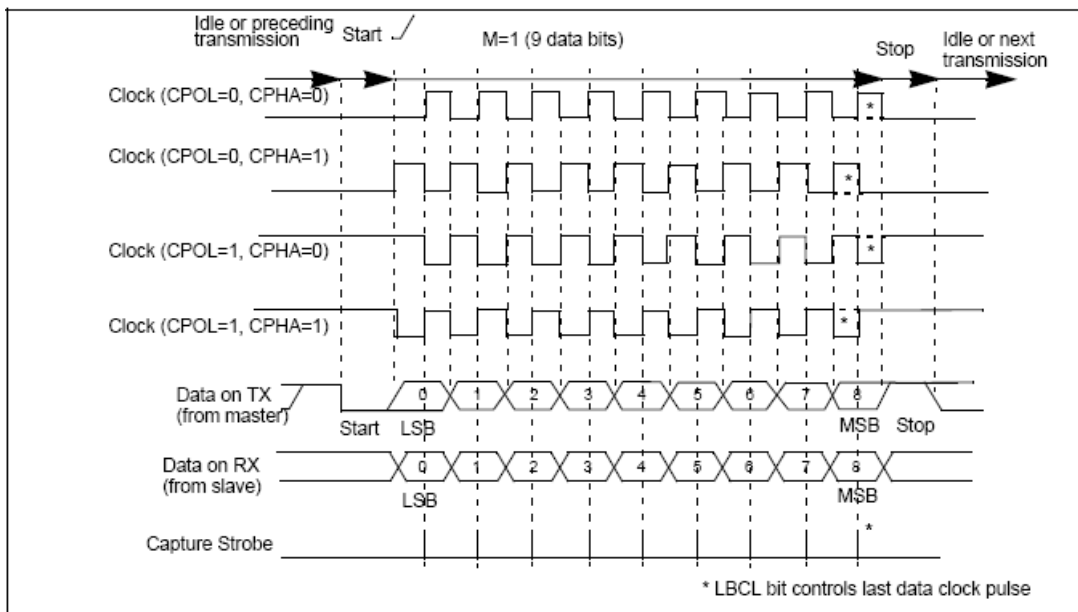 Idle or preceding
transmission
Start
M=1 (9 data bits)
Stop
Idle or next
transmission
Clock (CPOL=0, CPHA=0)
*
Clock (CPOL=0, CPHA=1)
*
Clock (CPOL=1, CPHA=0)
*
Clock (CPOL=1, CPHA=1)
*
Data on TX
(from master)
0 1 2 3 4 5 6 7 8
Start LSB MSB Stop
Data on RX
(from slave)
0 1 2 3 4 5 6 7 8
LSB MSB
Capture Strobe
*
* LBCL bit controls last data clock pulse